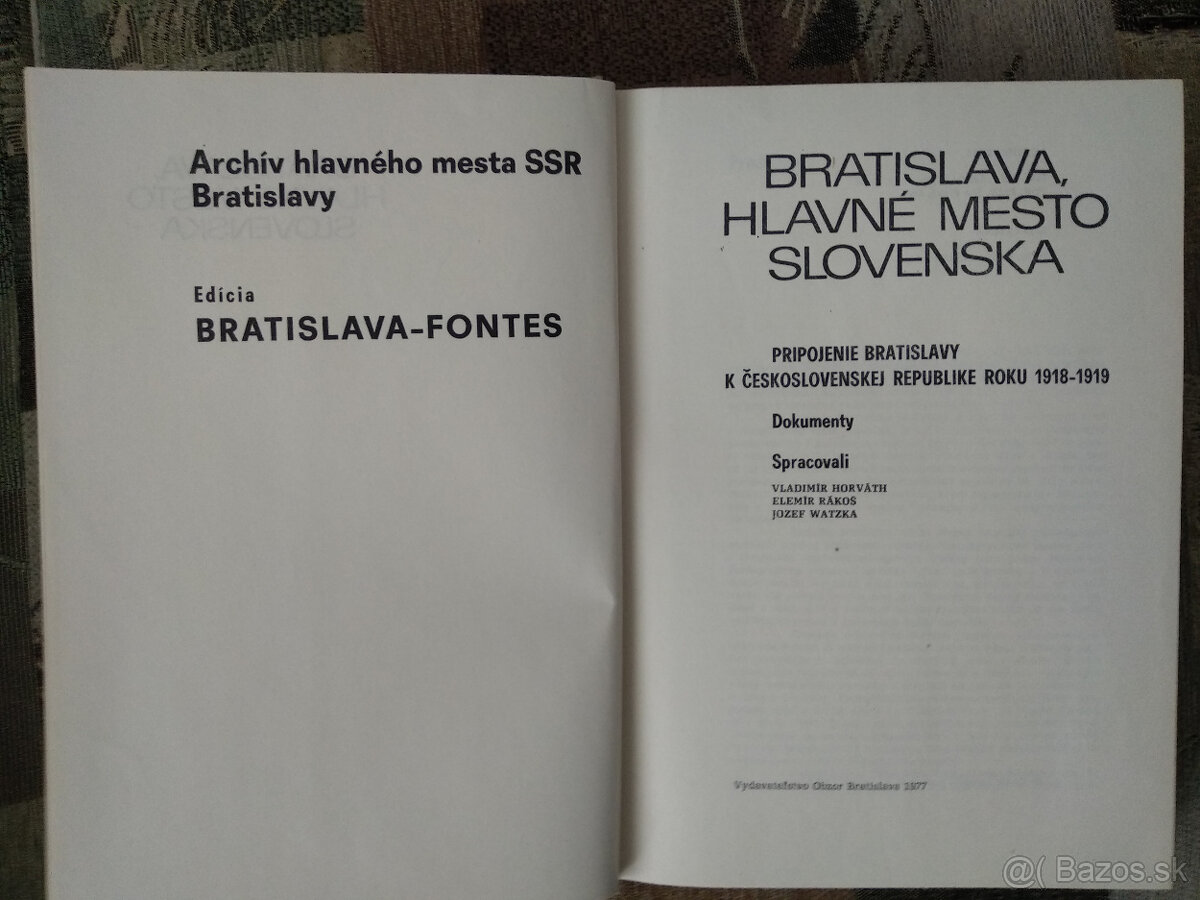 Archív hlavného mesta SSR
Bratislavy
Edícia
BRATISLAVA-FONTES
BRATISLAVA,
HLAVNÉ MESTO
SLOVENSKA
PRIPOJENIE BRATISLAVY
K ČESKOSLOVENSKEJ REPUBLIKE ROKU 1918-1919
Dokumenty
Spracovali
VLADIMÍR HORVÁTH
ELEMÍR RÁKOŠ
JOZEF WATZKA
Vydavateľstvo Obzor Bratislava 1977
@( Bazos.sk